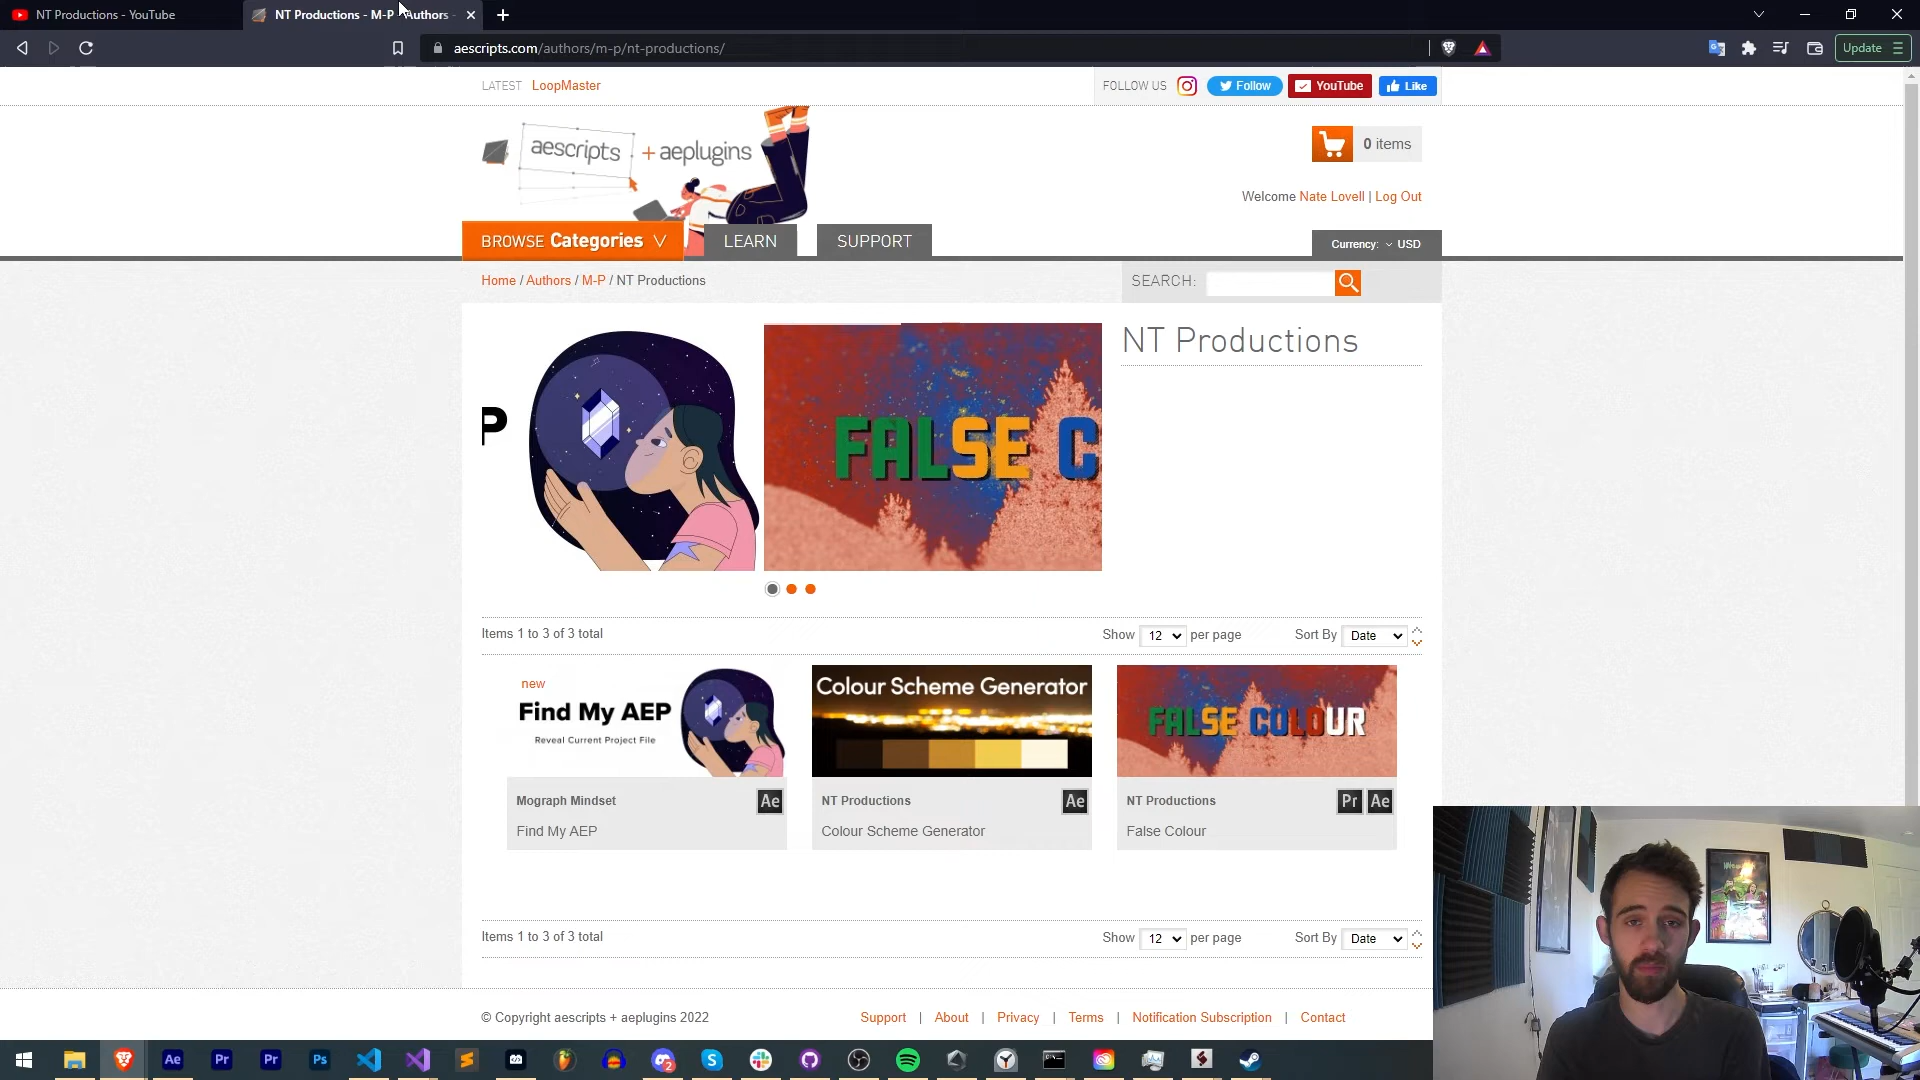 NT Productions - YouTube
NT Productions - M-P Authors -
aescripts.com/authors/m-p/nt-productions/
Update
LATEST LoopMaster
FOLLOW US Follow YouTube Like
aescripts + aeplugins
0 items
Welcome Nate Lovell | Log Out
BROWSE Categories LEARN SUPPORT
Currency: USD
Home / Authors / M-P / NT Productions
SEARCH:
P
FALSE C
NT Productions
Items 1 to 3 of 3 total
Show 12 per page Sort By Date
new
Find My AEP
Reveal Current Project File
Colour Scheme Generator
FALSE COLOUR
Mograph Mindset Ae
Find My AEP
NT Productions Ae
Colour Scheme Generator
NT Productions Pr Ae
False Colour
Items 1 to 3 of 3 total
Show 12 per page Sort By Date
© Copyright aescripts + aeplugins 2022
Support | About | Privacy | Terms | Notification Subscription | Contact
Ae Pr Pr Ps 2